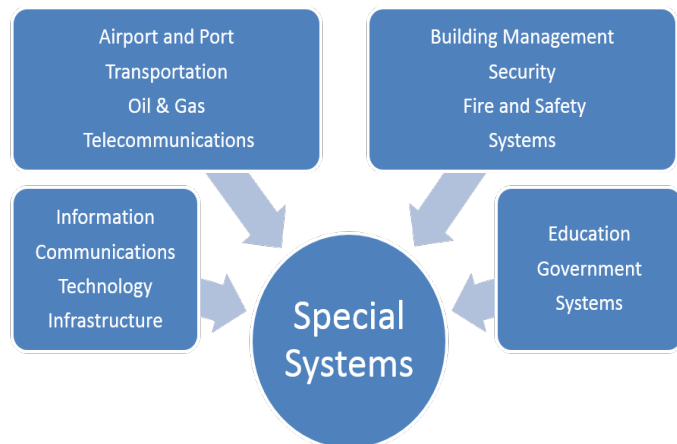 Airport and Port
Transportation
Oil & Gas
Telecommunications
Building Management
Security
Fire and Safety
Systems
Information
Communications
Technology
Infrastructure
Education
Government
Systems
Special
Systems